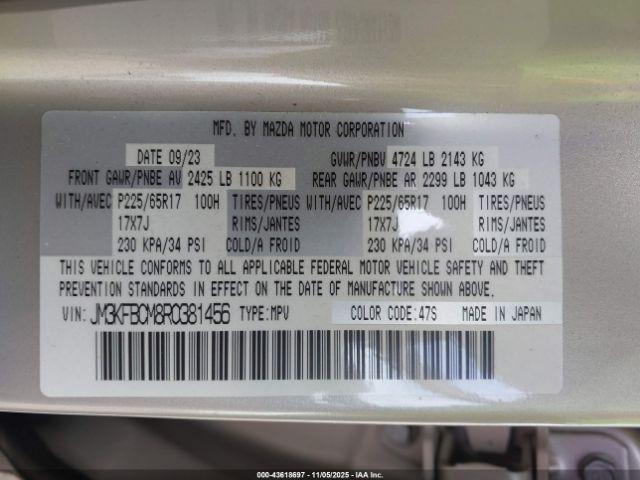 MFD. BY MAZDA MOTOR CORPORATION
DATE 09/23 GVWR/PNBV 4724 LB 2143 KG
FRONT GAWR/PNBE AV 2425 LB 1100 KG REAR GAWR/PNBE AR 2299 LB 1043 KG
WITH/AVEC P225/65R17 100H TIRES/PNEUS WITH/AVEC P225/65R17 100H TIRES/PNEUS
17X7J RIMS/JANTES 17X7J RIMS/JANTES
230 KPA/34 PSI COLD/A FROID 230 KPA/34 PSI COLD/A FROID
THIS VEHICLE CONFORMS TO ALL APPLICABLE FEDERAL MOTOR VEHICLE SAFETY AND THEFT
PREVENTION STANDARDS IN EFFECT ON THE DATE OF MANUFACTURE SHOWN ABOVE.
VIN: JM3KFBCM8R0381456 TYPE:MPV COLOR CODE:47S MADE IN JAPAN
000-43618697 - 11/05/2025 - IAA Inc.